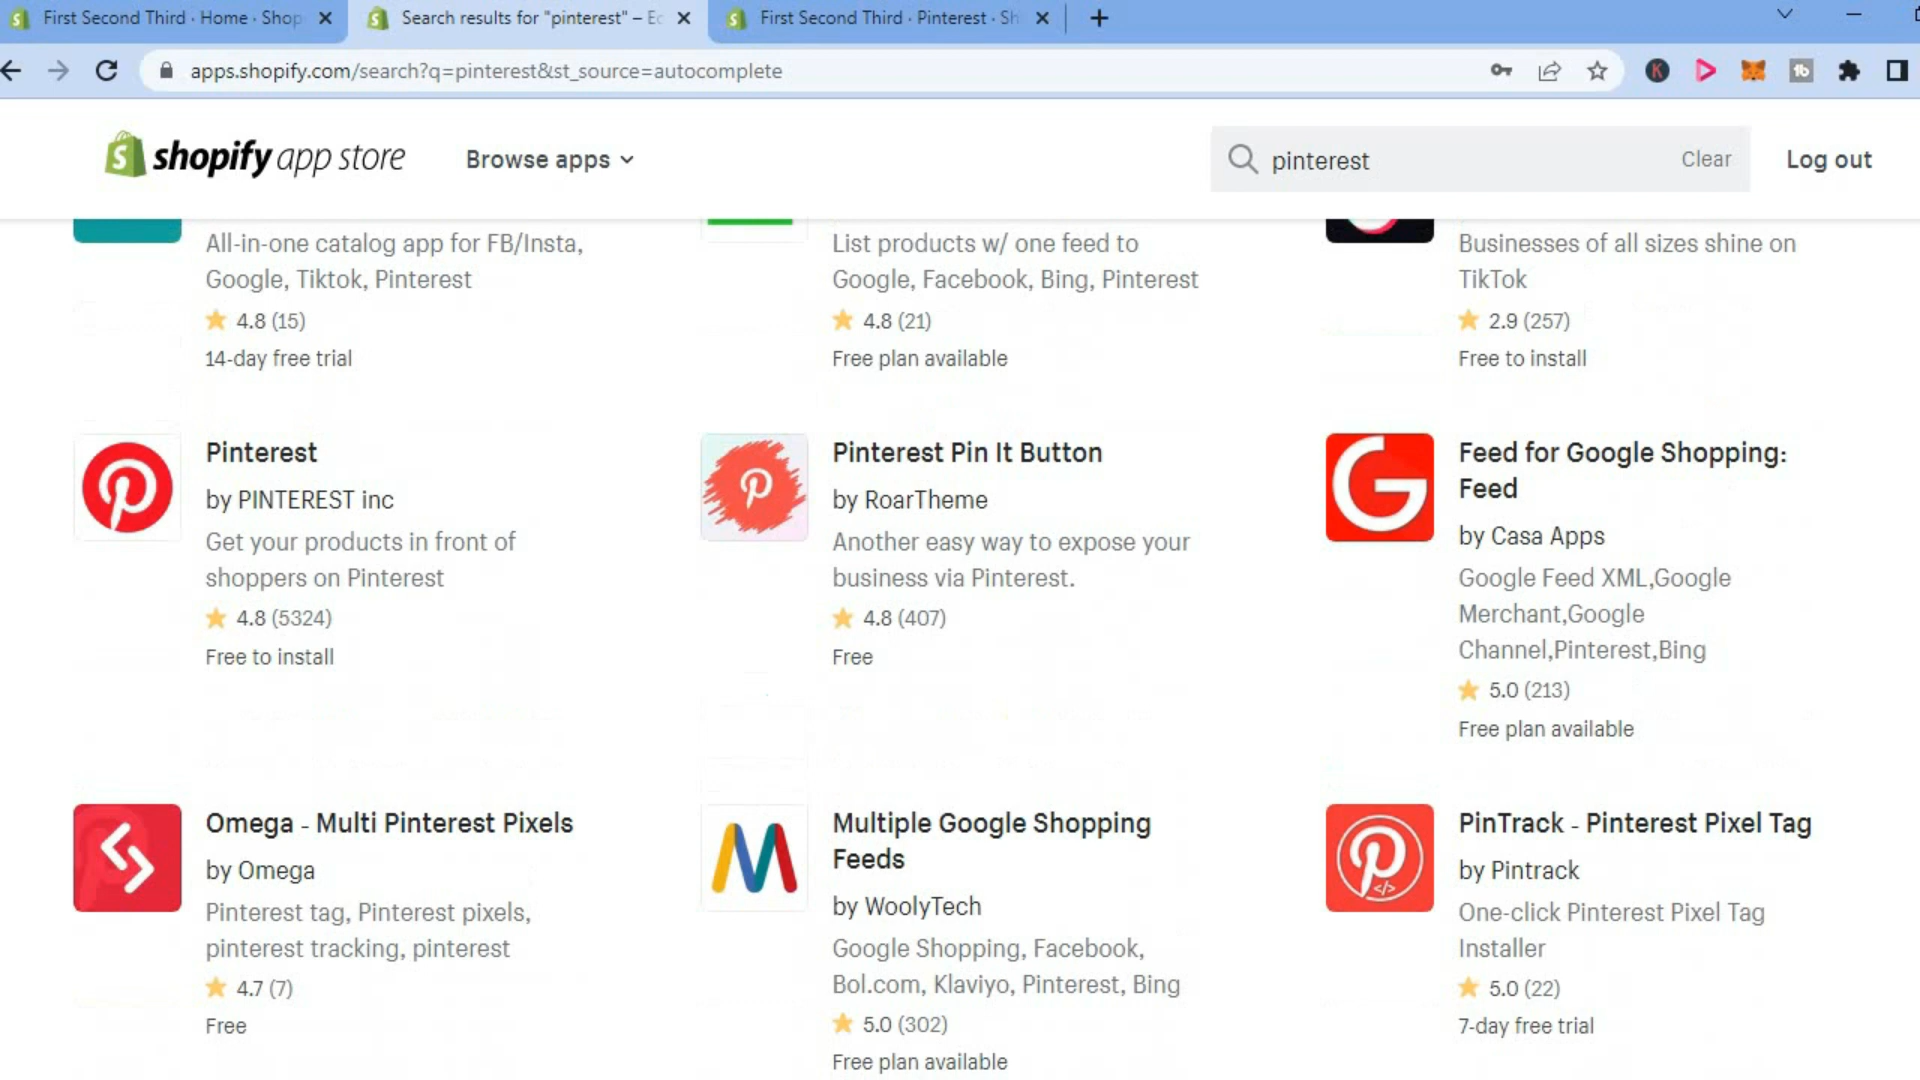 First Second Third · Home · Shop
Search results for "pinterest" – Ec
First Second Third · Pinterest · Sh
apps.shopify.com/search?q=pinterest&st_source=autocomplete
shopify app store
Browse apps
pinterest
Clear
Log out
All-in-one catalog app for FB/Insta,
Google, Tiktok, Pinterest
4.8 (15)
14-day free trial
List products w/ one feed to
Google, Facebook, Bing, Pinterest
4.8 (21)
Free plan available
Businesses of all sizes shine on
TikTok
2.9 (257)
Free to install
Pinterest
by PINTEREST inc
Get your products in front of
shoppers on Pinterest
4.8 (5324)
Free to install
Pinterest Pin It Button
by RoarTheme
Another easy way to expose your
business via Pinterest.
4.8 (407)
Free
Feed for Google Shopping:
Feed
by Casa Apps
Google Feed XML,Google
Merchant,Google
Channel,Pinterest,Bing
5.0 (213)
Free plan available
Omega - Multi Pinterest Pixels
by Omega
Pinterest tag, Pinterest pixels,
pinterest tracking, pinterest
4.7 (7)
Free
Multiple Google Shopping
Feeds
by WoolyTech
Google Shopping, Facebook,
Bol.com, Klaviyo, Pinterest, Bing
5.0 (302)
Free plan available
PinTrack - Pinterest Pixel Tag
by Pintrack
One-click Pinterest Pixel Tag
Installer
5.0 (22)
7-day free trial